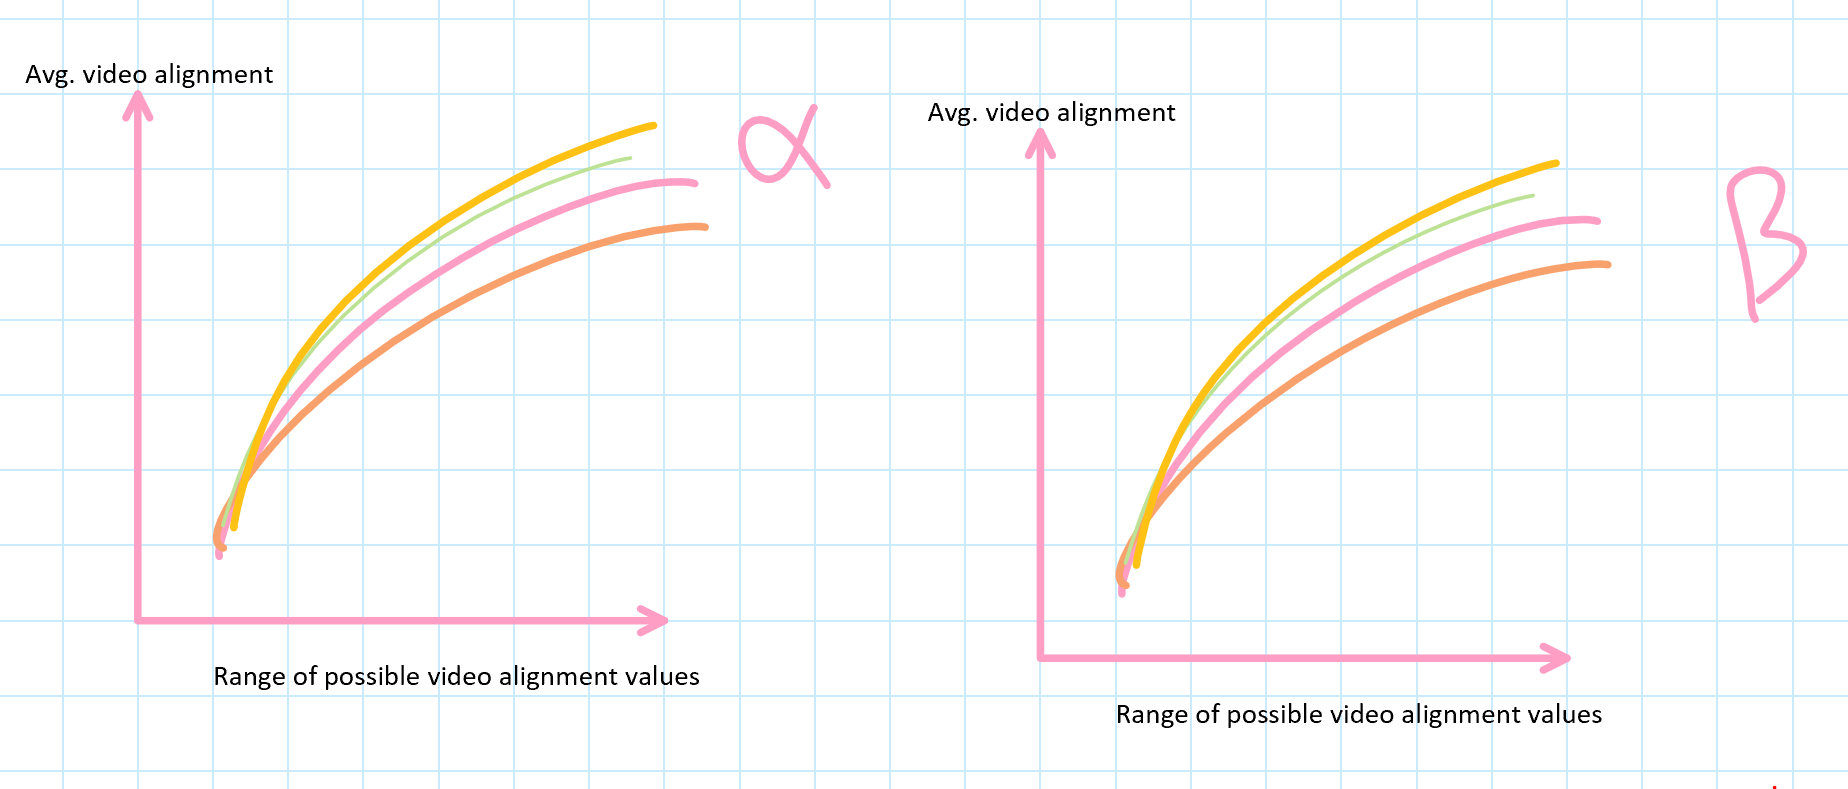 Avg. video alignment
α
Range of possible video alignment values
Avg. video alignment
β
Range of possible video alignment values